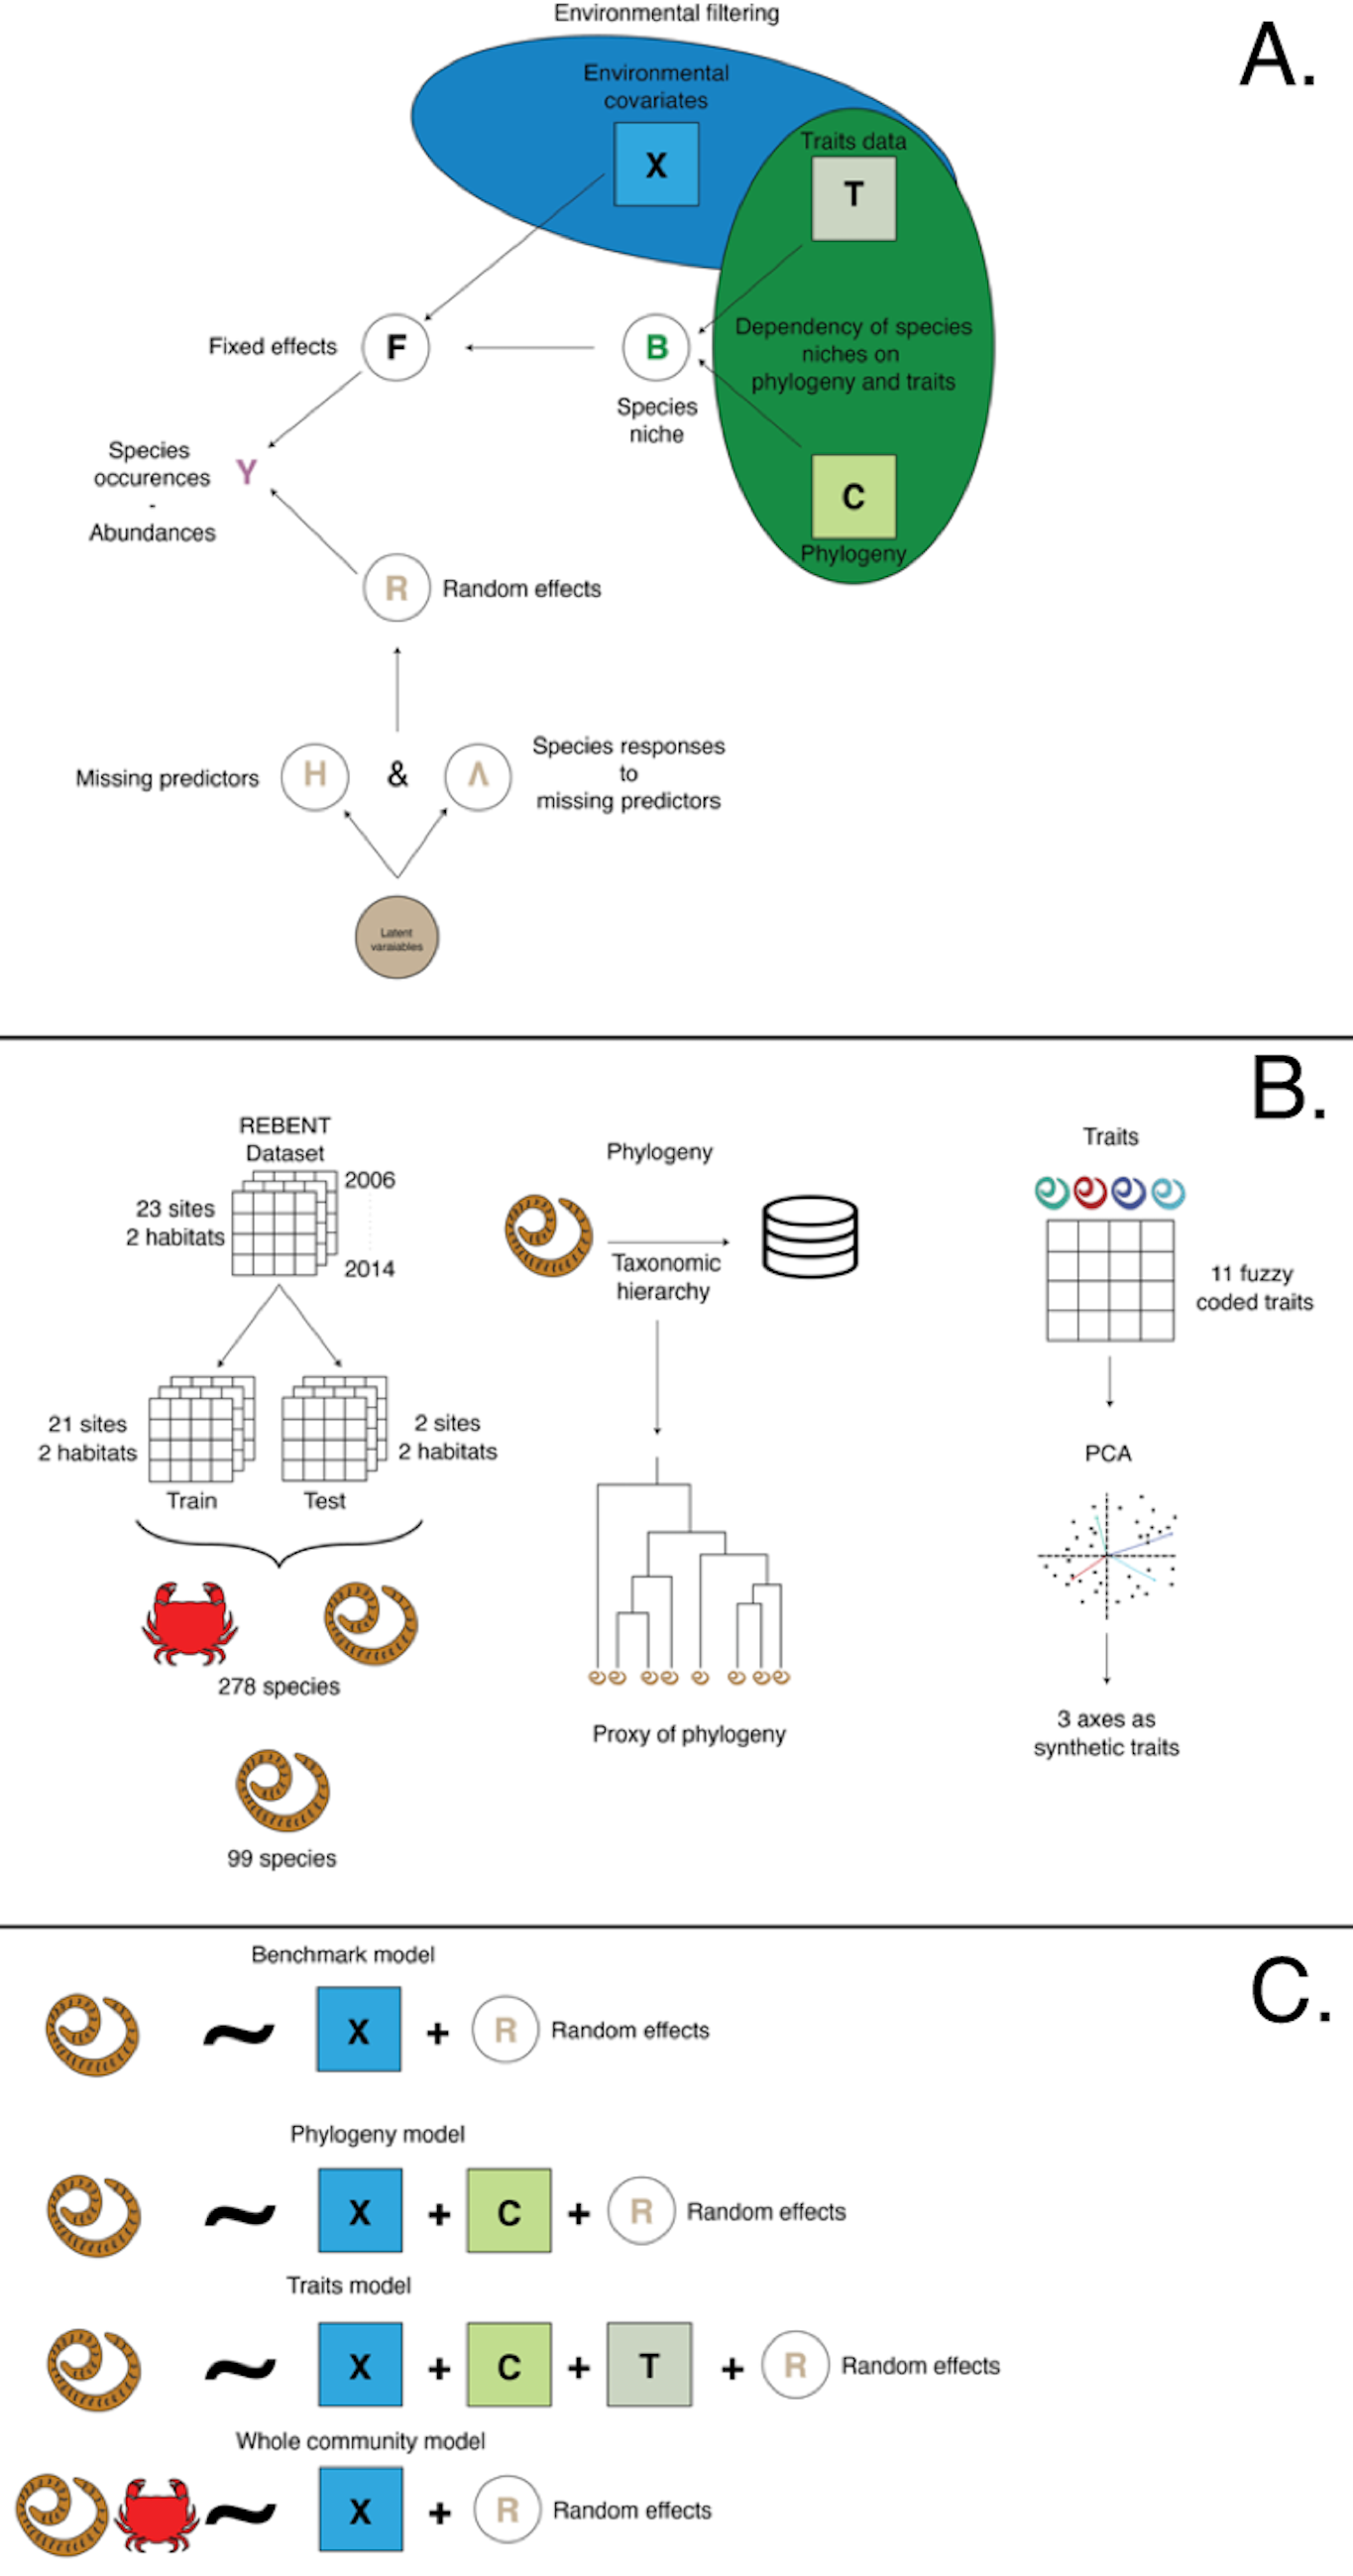 Environmental filtering
A.
Environmental
covariates
X
Traits data
T
Dependency of species
niches on
phylogeny and traits
Fixed effects
F
B
Species
niche
Species
occurences
-
Abundances
Y
C
Phylogeny
R
Random effects
Missing predictors
H
&
Λ
Species responses
to
missing predictors
Latent
varaiables
B.
REBENT
Dataset
2006
2014
23 sites
2 habitats
21 sites
2 habitats
2 sites
2 habitats
Train
Test
278 species
99 species
Phylogeny
Taxonomic
hierarchy
Proxy of phylogeny
Traits
11 fuzzy
coded traits
PCA
3 axes as
synthetic traits
C.
Benchmark model
~ X + R Random effects
Phylogeny model
~ X + C + R Random effects
Traits model
~ X + C + T + R Random effects
Whole community model
~ X + R Random effects